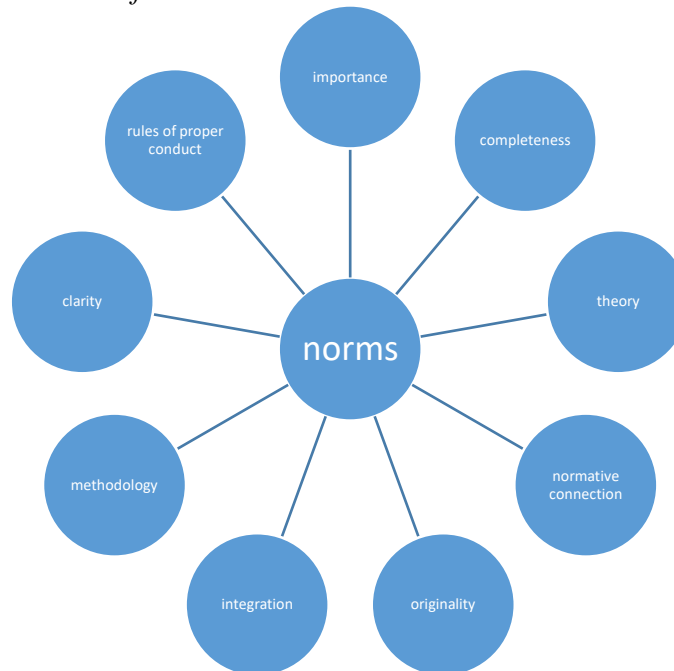 importance
rules of proper
conduct
completeness
clarity
theory
norms
methodology
normative
connection
integration
originality